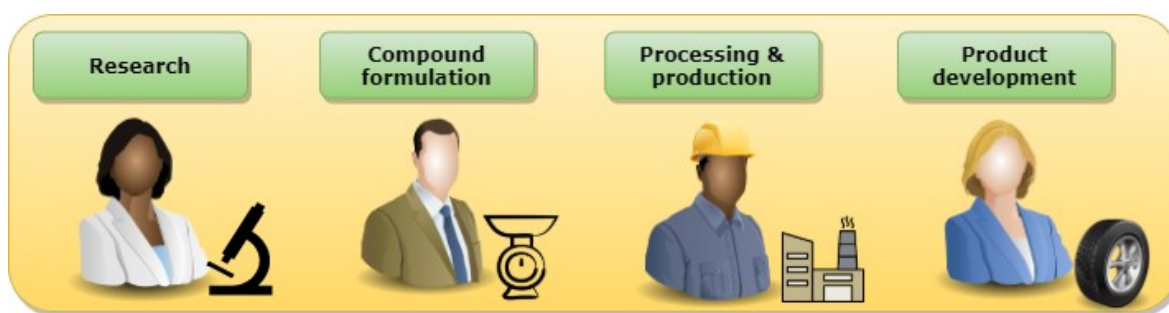 Research
Compound
formulation
Processing &
production
Product
development